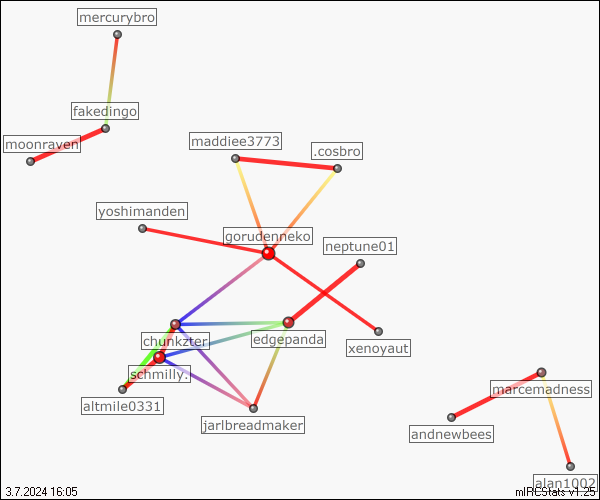 mercurybro
fakedingo
moonraven
maddiee3773
.cosbro
yoshimanden
gorudenneko
neptune01
chunkzter
edgepanda
xenoyaut
schmilly.
marcemadness
altmile0331
jarlbreadmaker
andnewbees
alan1002
3.7.2024 16:05
mIRCStats v1.25